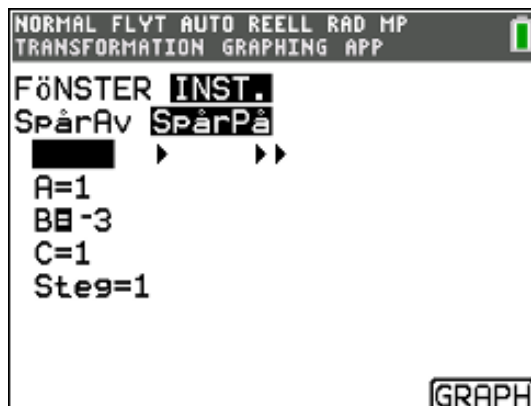 NORMAL FLYT AUTO REELL RAD MP
TRANSFORMATION GRAPHING APP
FöNSTER INST.
SpårAv SpårPå
A=1
B=-3
C=1
Steg=1
GRAPH